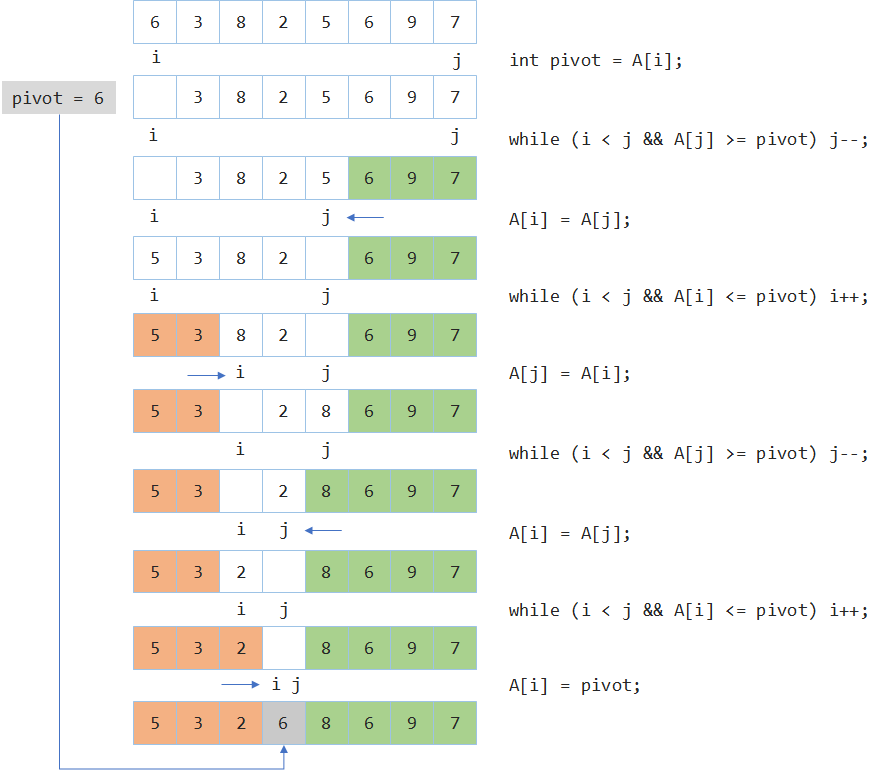 6 3 8 2 5 6 9 7
i j int pivot = A[i];
pivot = 6 3 8 2 5 6 9 7
i j while (i < j && A[j] >= pivot) j--;
3 8 2 5 6 9 7
i j A[i] = A[j];
5 3 8 2 6 9 7
i j while (i < j && A[i] <= pivot) i++;
5 3 8 2 6 9 7
i j A[j] = A[i];
5 3 2 8 6 9 7
i j while (i < j && A[j] >= pivot) j--;
5 3 2 8 6 9 7
i j A[i] = A[j];
5 3 2 8 6 9 7
i j while (i < j && A[i] <= pivot) i++;
5 3 2 8 6 9 7
i j A[i] = pivot;
5 3 2 6 8 6 9 7